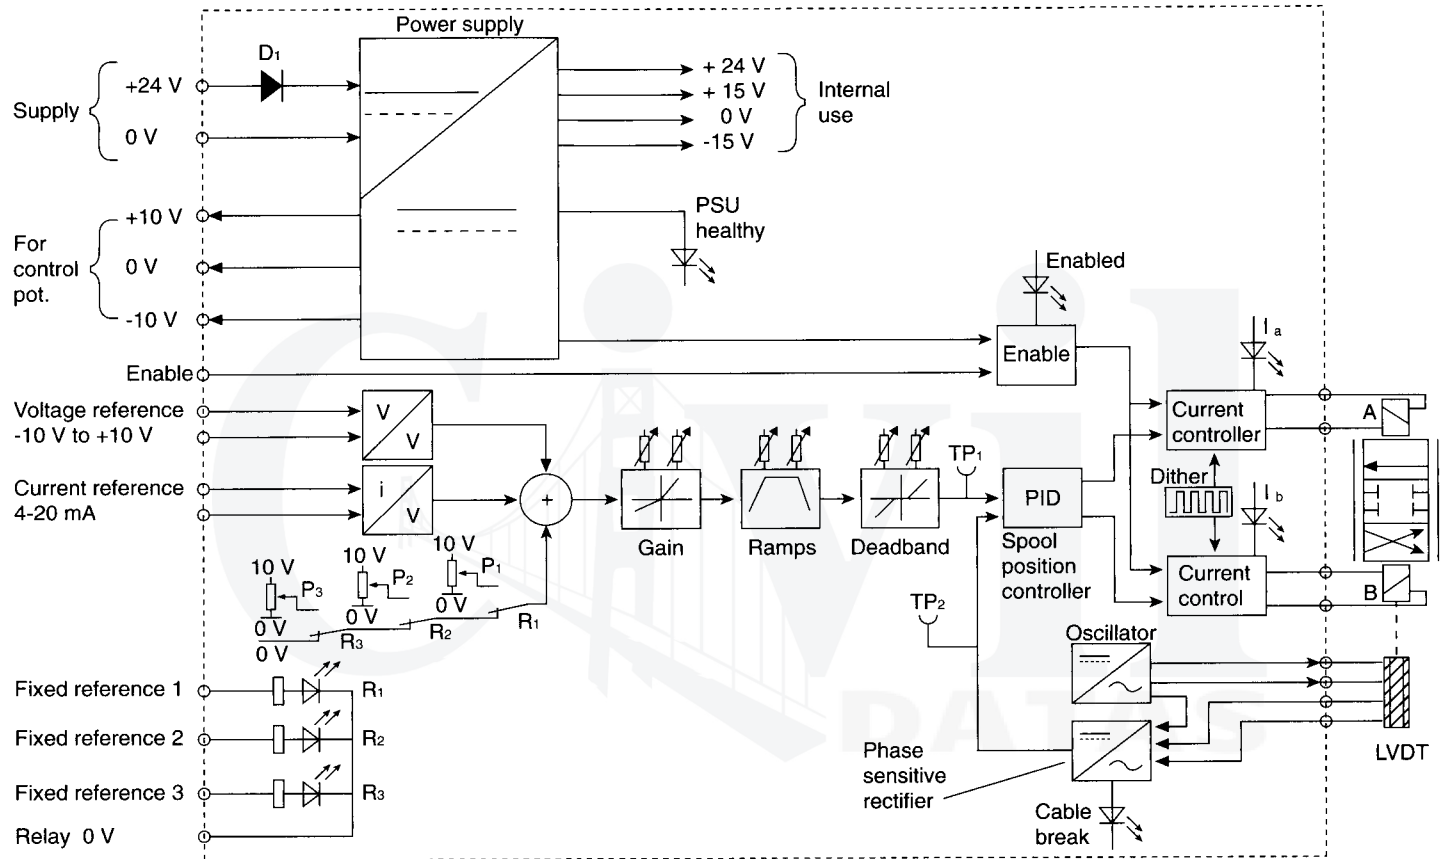 Power supply
D1
Supply
+24 V
0 V
+ 24 V
+ 15 V
0 V
-15 V
Internal
use
For
control
pot.
+10 V
0 V
-10 V
PSU
healthy
Enabled
Enable
Enable
Voltage reference
-10 V to +10 V
V
V
Current reference
4-20 mA
i
V
+
Gain
Ramps
Deadband
TP1
PID
Spool
position
controller
Current
controller
I a
A
Dither
I b
Current
control
B
10 V
P1
0 V
R1
10 V
P2
0 V
R2
10 V
P3
0 V
0 V
R3
TP2
Oscillator
Phase
sensitive
rectifier
Cable
break
LVDT
Fixed reference 1
R1
Fixed reference 2
R2
Fixed reference 3
R3
Relay 0 V
Civil
DATAS